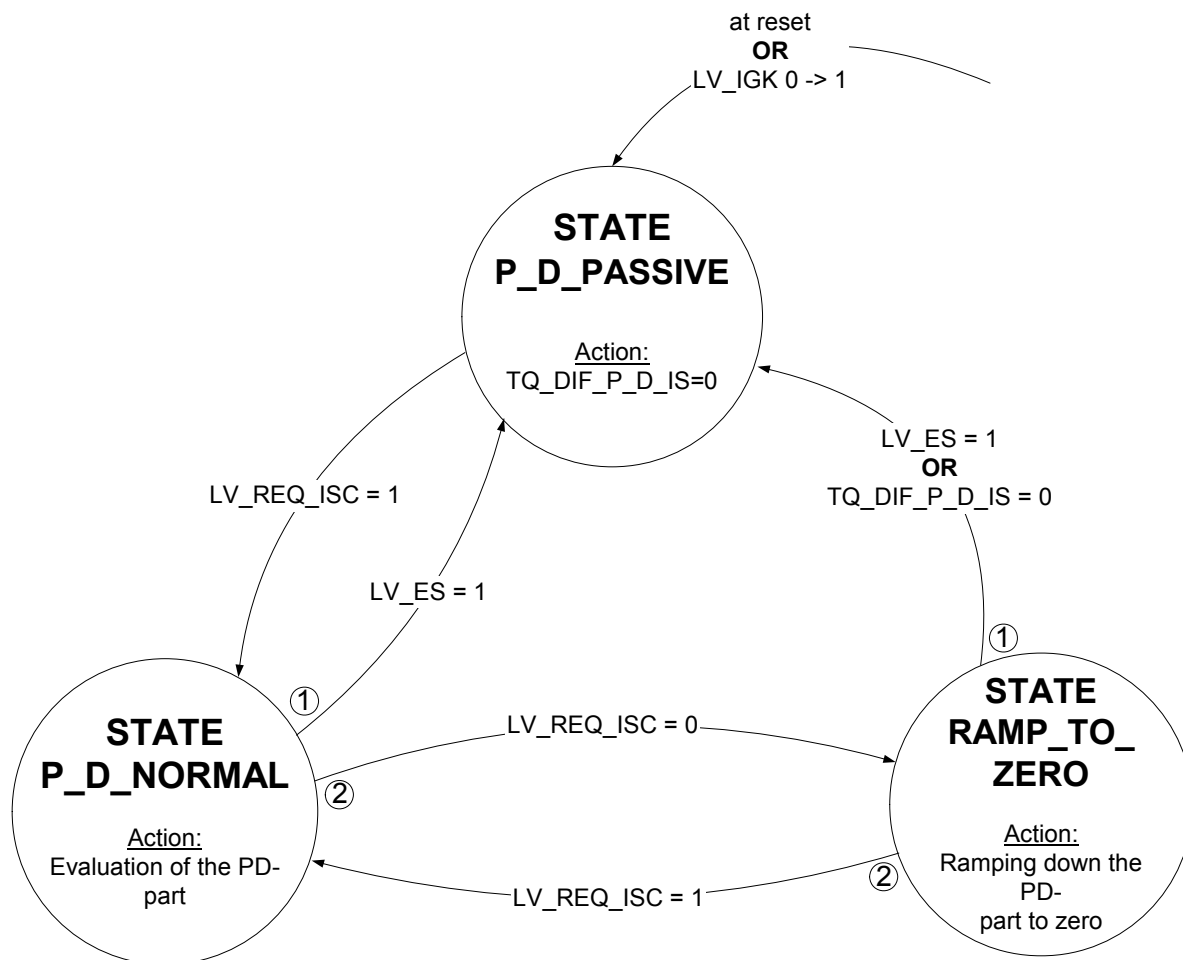 at reset
OR
LV_IGK 0 -> 1
STATE
P_D_PASSIVE
Action:
TQ_DIF_P_D_IS=0
LV_REQ_ISC = 1
LV_ES = 1
LV_ES = 1
OR
TQ_DIF_P_D_IS = 0
1
STATE
P_D_NORMAL
Action:
Evaluation of the PD-
part
1
2
LV_REQ_ISC = 0
LV_REQ_ISC = 1
STATE
RAMP_TO_
ZERO
Action:
Ramping down the
PD-
part to zero
2